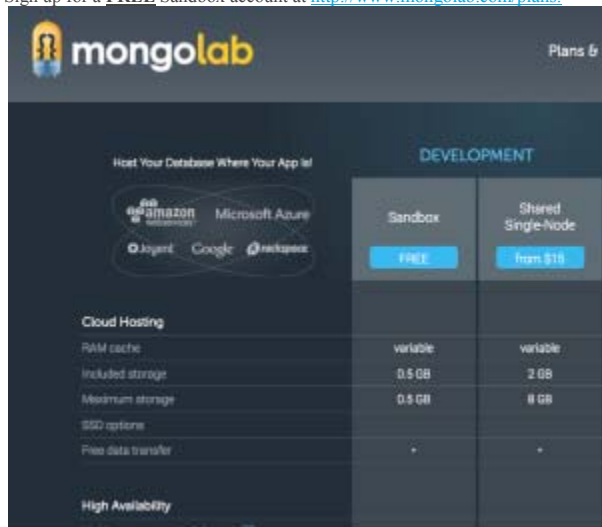 Sign up for a FREE Sandbox account at http://www.mongolab.com/plans.
mongolab
Plans &
Host Your Database Where Your App Is!
DEVELOPMENT
amazon
Microsoft Azure
Joyent
Google
rackspace
Sandbox
Shared
Single-Node
FREE
from $15
Cloud Hosting
RAM cache variable variable
Included storage 0.5 GB 2 GB
Maximum storage 0.5 GB 8 GB
SSD options
Free data transfer
High Availability